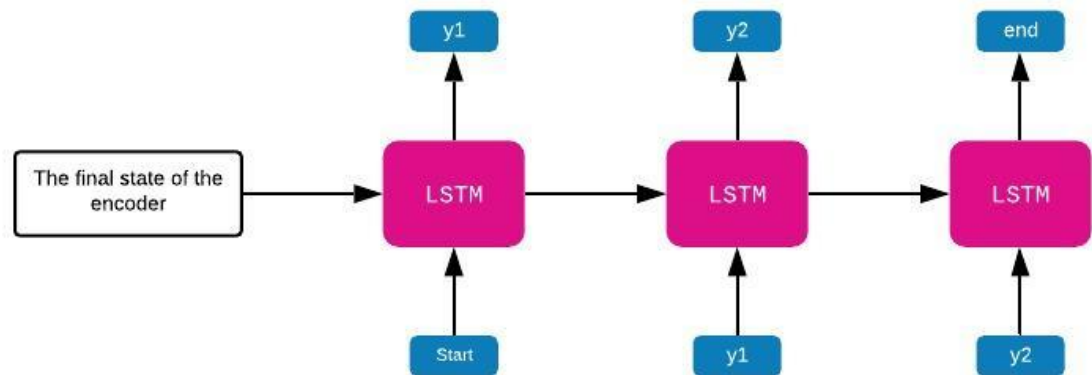 y1
y2
end
The final state of the
encoder
LSTM
LSTM
LSTM
Start
y1
y2